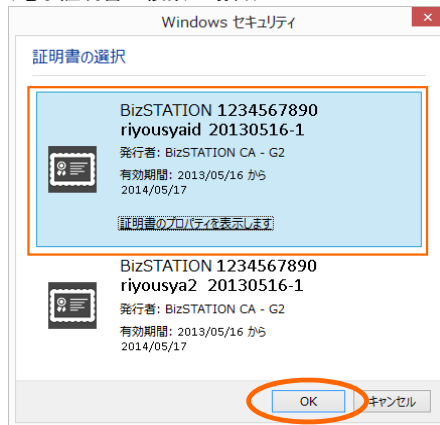 Windows セキュリティ
証明書の選択
BizSTATION 1234567890
riyousyaid 20130516-1
発行者: BizSTATION CA - G2
有効期間: 2013/05/16 から
2014/05/17
証明書のプロパティを表示します
BizSTATION 1234567890
riyousya2 20130516-1
発行者: BizSTATION CA - G2
有効期間: 2013/05/16 から
2014/05/17
OK
キャンセル